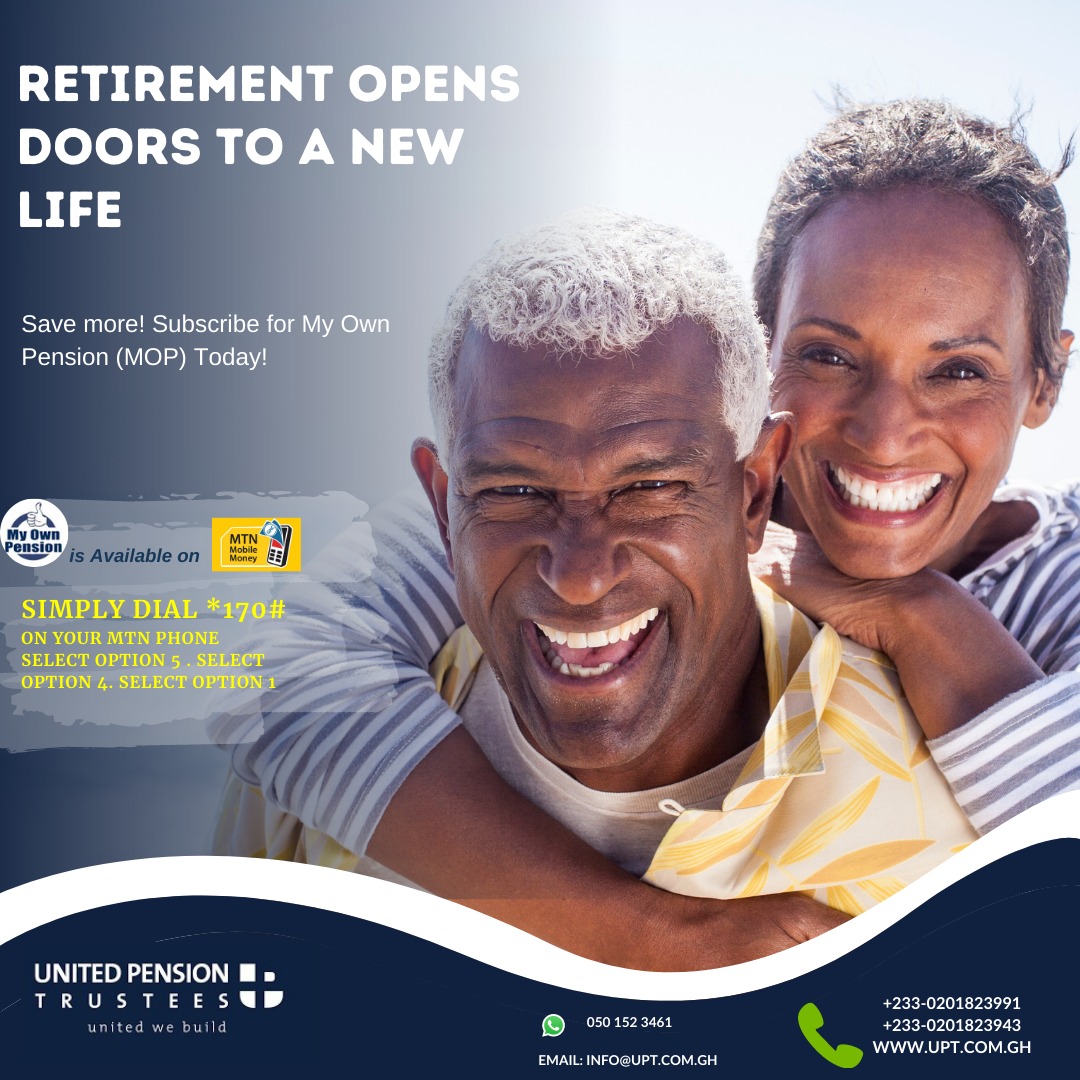 RETIREMENT OPENS
DOORS TO A NEW
LIFE
Save more! Subscribe for My Own
Pension (MOP) Today!
My Own
Pension
is Available on
MTN
Mobile
Money
SIMPLY DIAL *170#
ON YOUR MTN PHONE
SELECT OPTION 5 . SELECT
OPTION 4. SELECT OPTION 1
UNITED PENSION
TRUSTEES
united we build
050 152 3461
EMAIL: INFO@UPT.COM.GH
+233-0201823991
+233-0201823943
WWW.UPT.COM.GH